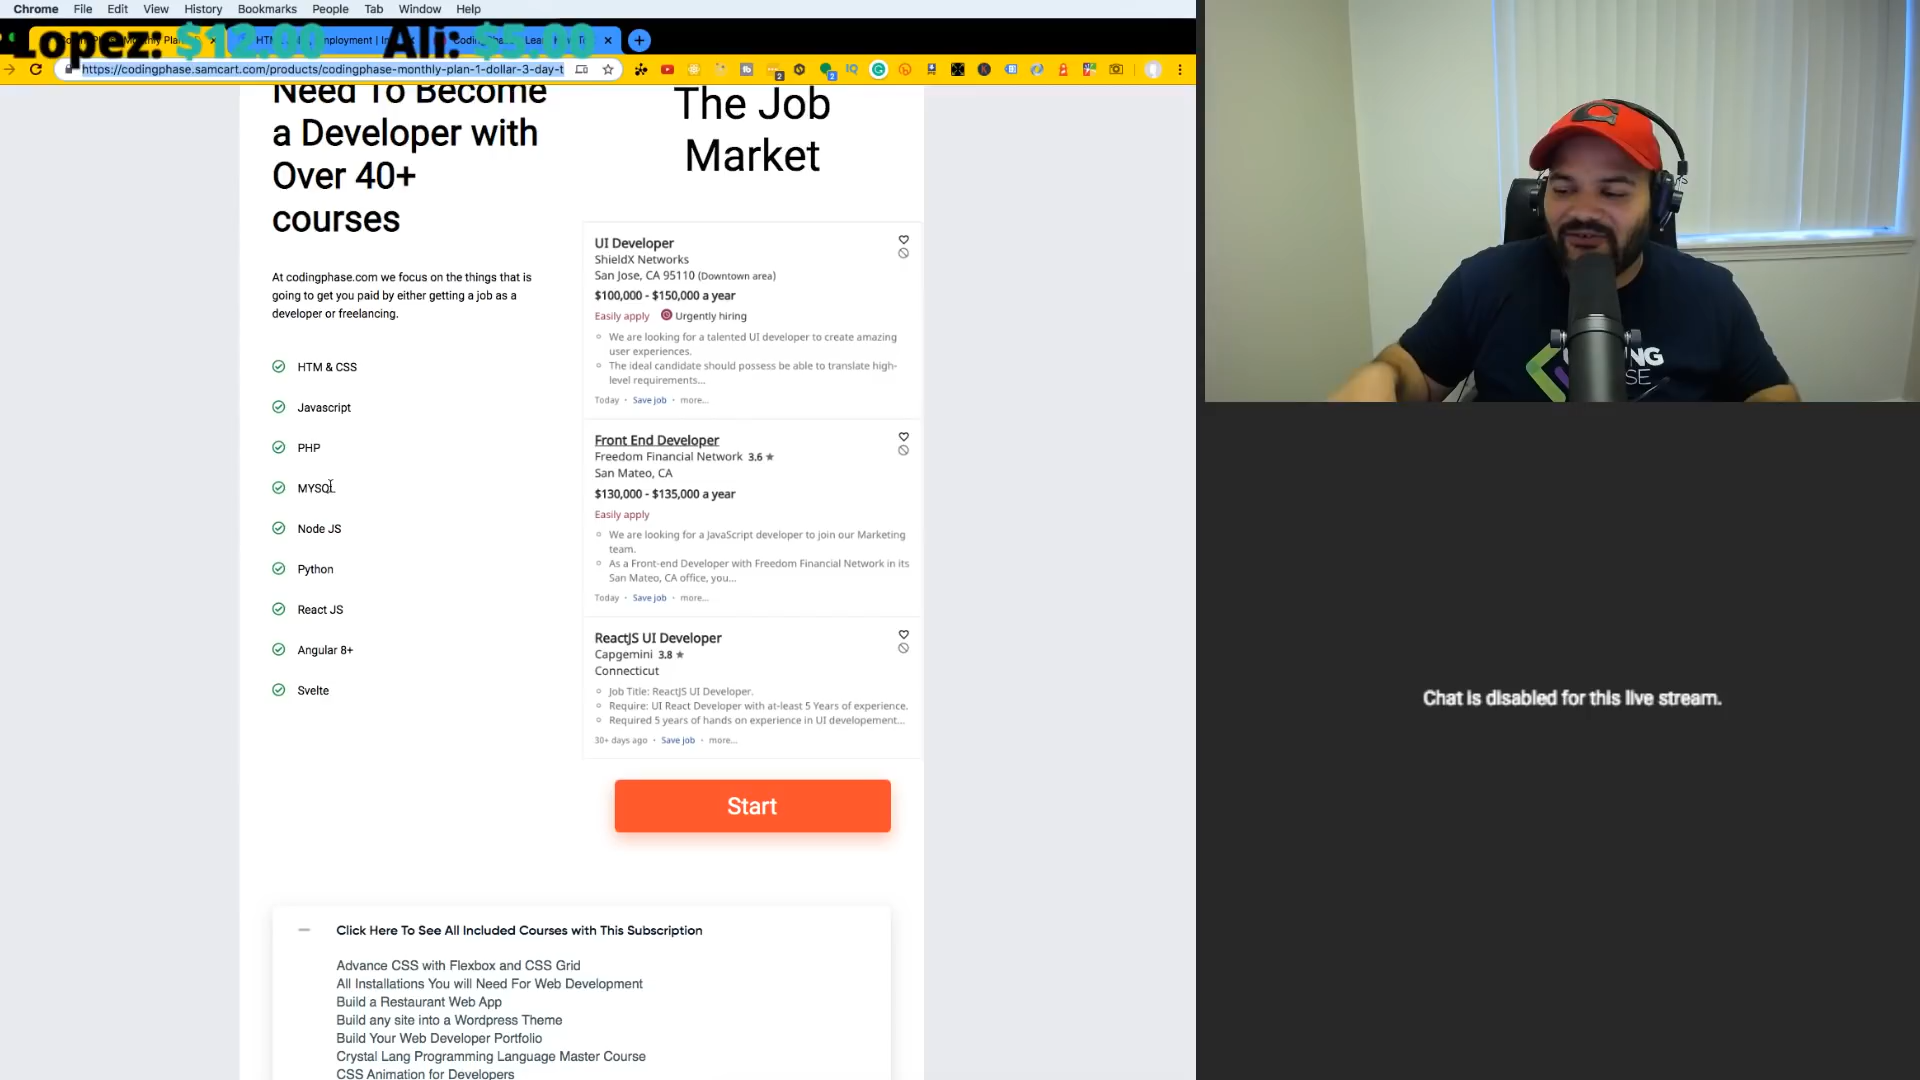 Chrome File Edit View History Bookmarks People Tab Window Help
Lopez: $12.00 Ali: $5.00
https://codingphase.samcart.com/products/codingphase-monthly-plan-1-dollar-3-day-t
Need To Become
a Developer with
Over 40+
courses
At codingphase.com we focus on the things that is
going to get you paid by either getting a job as a
developer or freelancing.
HTM & CSS
Javascript
PHP
MYSQL
Node JS
Python
React JS
Angular 8+
Svelte
The Job
Market
UI Developer
ShieldX Networks
San Jose, CA 95110 (Downtown area)
$100,000 - $150,000 a year
Easily apply Urgently hiring
We are looking for a talented UI developer to create amazing
user experiences.
The ideal candidate should possess be able to translate high-
level requirements...
Today · Save job · more...
Front End Developer
Freedom Financial Network 3.6 ★
San Mateo, CA
$130,000 - $135,000 a year
Easily apply
We are looking for a JavaScript developer to join our Marketing
team.
As a Front-end Developer with Freedom Financial Network in its
San Mateo, CA office, you...
Today · Save job · more...
ReactJS UI Developer
Capgemini 3.8 ★
Connecticut
Job Title: ReactJS UI Developer.
Require: UI React Developer with at-least 5 Years of experience.
Required 5 years of hands on experience in UI developement...
30+ days ago · Save job · more...
Start
Click Here To See All Included Courses with This Subscription
Advance CSS with Flexbox and CSS Grid
All Installations You will Need For Web Development
Build a Restaurant Web App
Build any site into a Wordpress Theme
Build Your Web Developer Portfolio
Crystal Lang Programming Language Master Course
CSS Animation for Developers
Chat is disabled for this live stream.